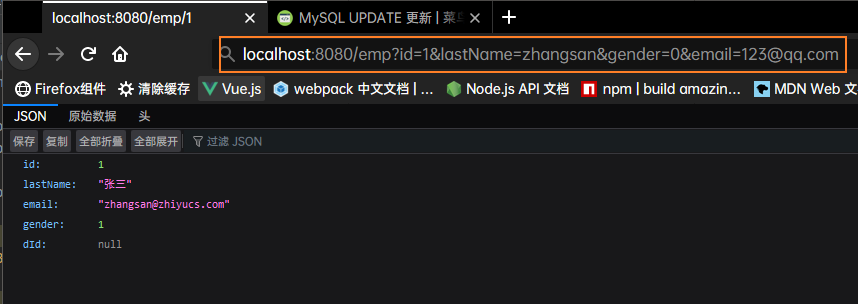 localhost:8080/emp/1
MySQL UPDATE 更新 | 菜
localhost:8080/emp?id=1&lastName=zhangsan&gender=0&email=123@qq.com
Firefox组件 清除缓存 Vue.js webpack 中文文档 | ... Node.js API 文档 npm | build amazin... MDN Web 文
JSON 原始数据 头
保存 复制 全部折叠 全部展开 过滤 JSON
id: 1
lastName: "张三"
email: "zhangsan@zhiyucs.com"
gender: 1
dId: null